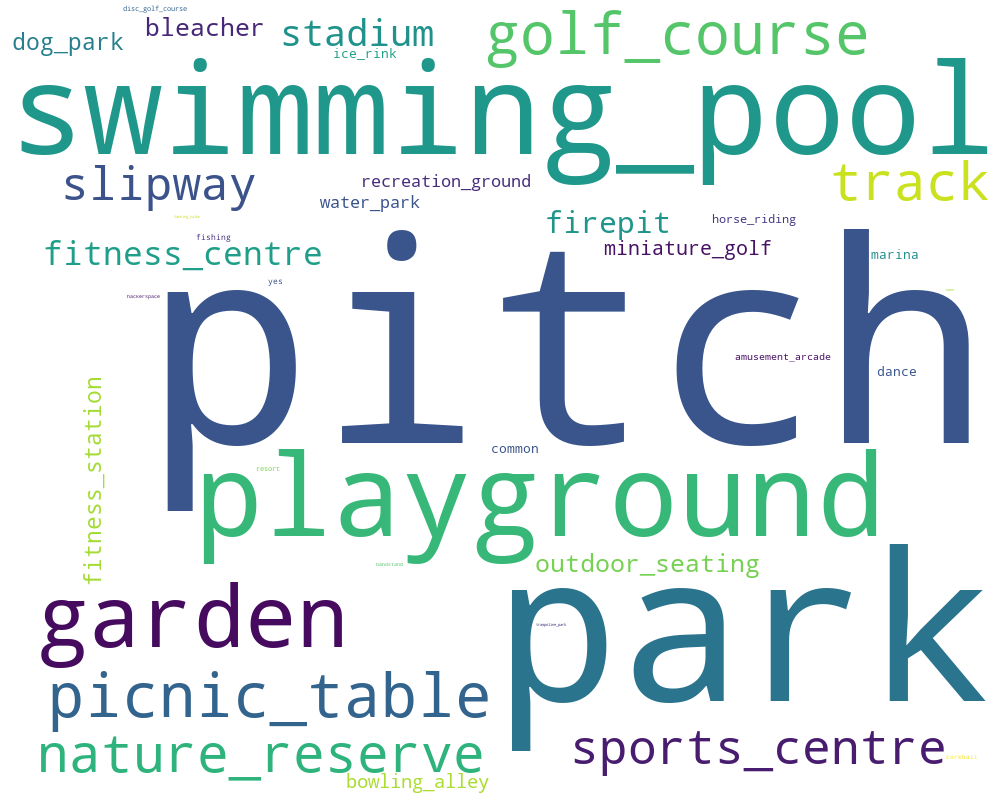 disc_golf_course
bleacher
dog_park
stadium
ice_rink
golf_course
swimming_pool
slipway
recreation_ground
track
water_park
firepit
horse_riding
fitness_centre
fishing
miniature_golf
marina
yes
hackerspace
pitch
amusement_arcade
dance
fitness_station
common
resort
playground
outdoor_seating
bandstand
garden
park
trampoline_park
picnic_table
nature_reserve
sports_centre
bowling_alley